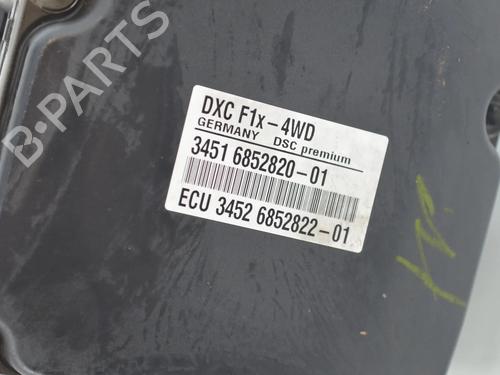 DXC F1x-4WD
GERMANY DSC premium
3451 6852820-01
ECU 3452 6852822-01
B-PARTS